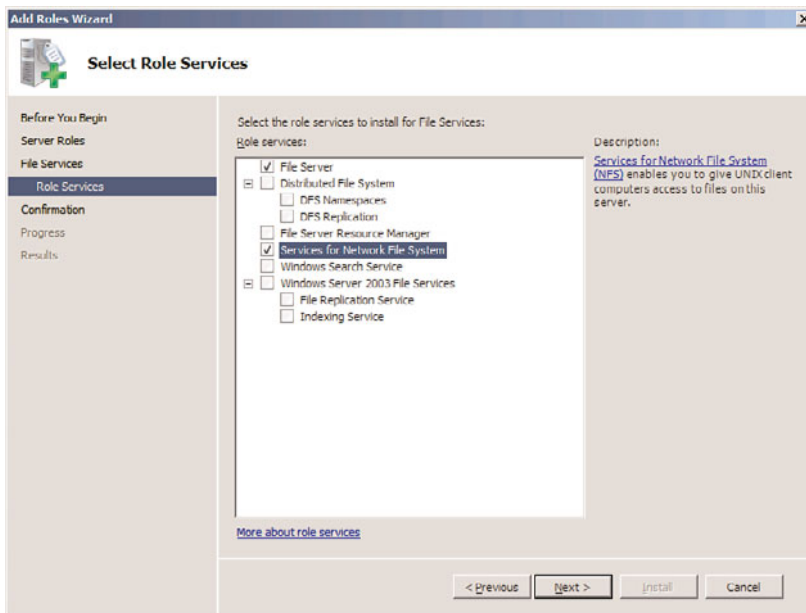 Add Roles Wizard
Select Role Services
Before You Begin
Server Roles
File Services
Role Services
Confirmation
Progress
Results
Select the role services to install for File Services:
Role services:
File Server
Distributed File System
DFS Namespaces
DFS Replication
File Server Resource Manager
Services for Network File System
Windows Search Service
Windows Server 2003 File Services
File Replication Service
Indexing Service
More about role services
Description:
Services for Network File System
(NFS) enables you to give UNIX client
computers access to files on this
server.
< Previous
Next >
Install
Cancel